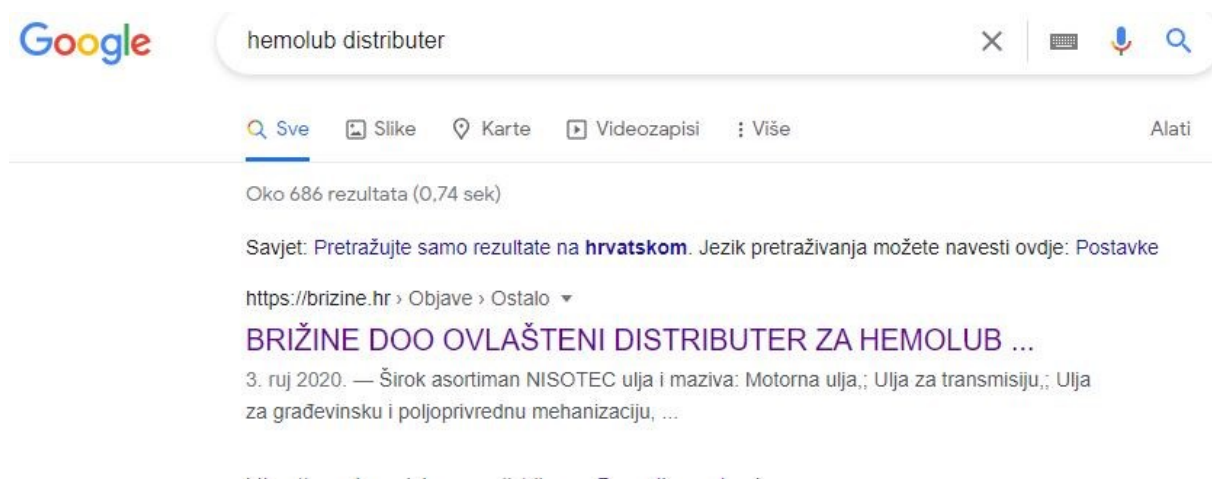 Google
hemolub distributer
Sve Slike Karte Videozapisi Više Alati
Oko 686 rezultata (0,74 sek)
Savjet: Pretražujte samo rezultate na hrvatskom. Jezik pretraživanja možete navesti ovdje: Postavke
https://brizine.hr › Objave › Ostalo
BRIŽINE DOO OVLAŠTENI DISTRIBUTER ZA HEMOLUB ...
3. ruj 2020. — Širok asortiman NISOTEC ulja i maziva: Motorna ulja,; Ulja za transmisiju,; Ulja
za građevinsku i poljoprivrednu mehanizaciju, ...